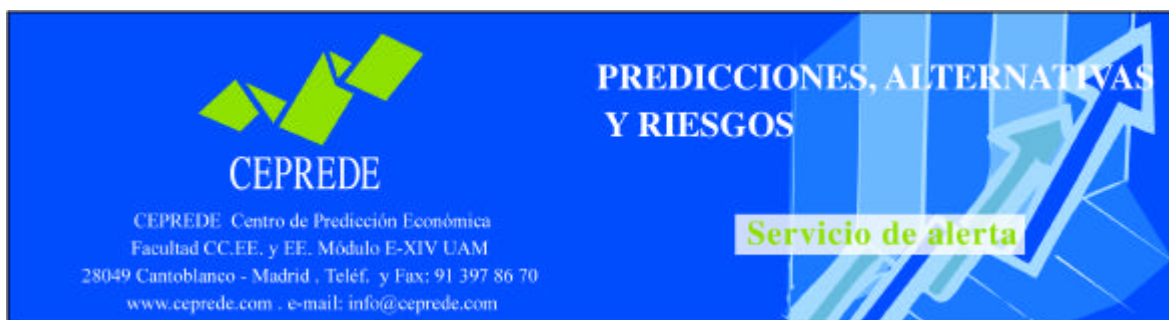 CEPREDE
CEPREDE Centro de Predicción Económica
Facultad CC.EE. y EE. Módulo E-XIV UAM
28049 Cantoblanco - Madrid . Teléf. y Fax: 91 397 86 70
www.ceprede.com . e-mail: info@ceprede.com
PREDICCIONES, ALTERNATIVAS
Y RIESGOS
Servicio de alerta